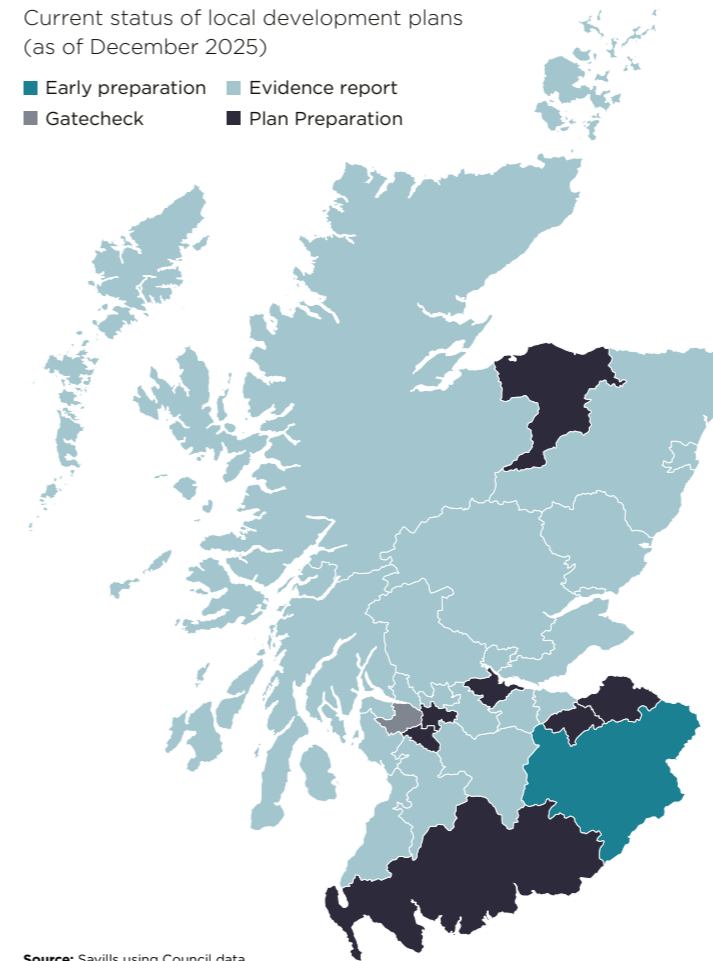 Current status of local development plans
(as of December 2025)
Early preparation
Evidence report
Gatecheck
Plan Preparation
Source: Savills using Council data